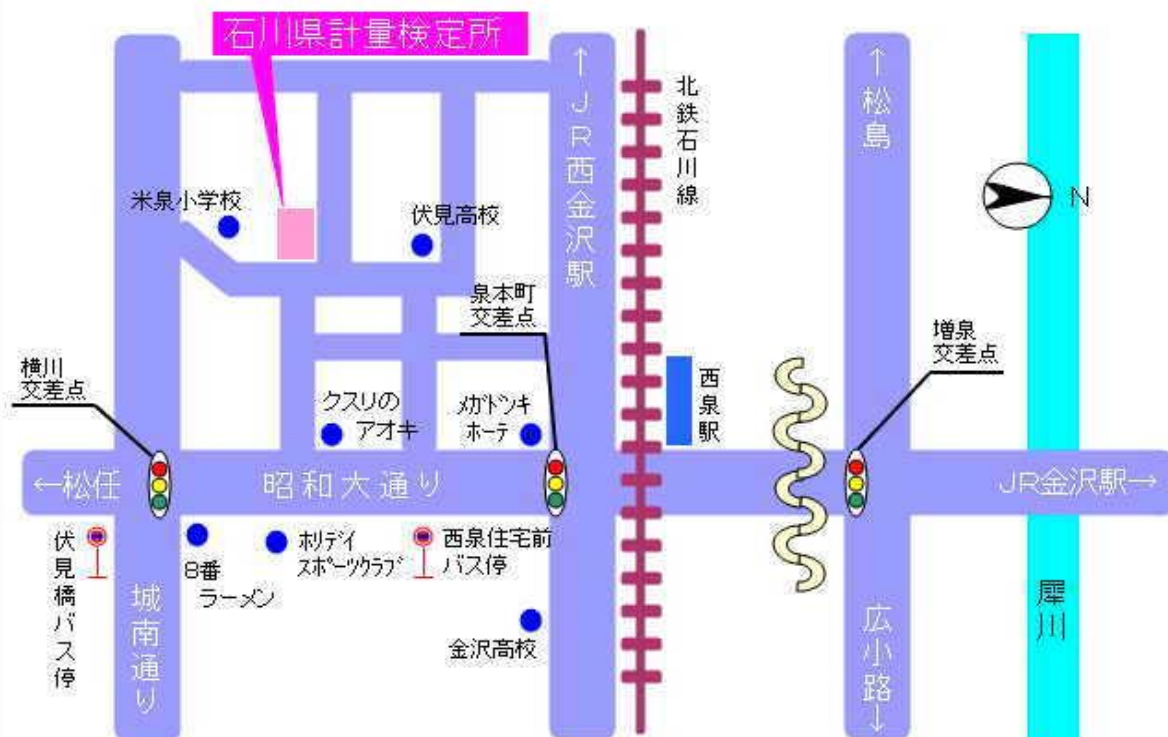 石川県計量検定所
↑JR西金沢駅
北鉄石川線
↑松島
N
米泉小学校
伏見高校
泉本町
交差点
増泉
交差点
横川
交差点
西泉駅
クスリの
アオキ
メガドンキ
ホーテ
←松任
昭和大通り
JR金沢駅→
伏見橋バス停
8番
ラーメン
ホリデイ
スポーツクラブ
西泉住宅前
バス停
城南通り
金沢高校
広小路↓
犀川